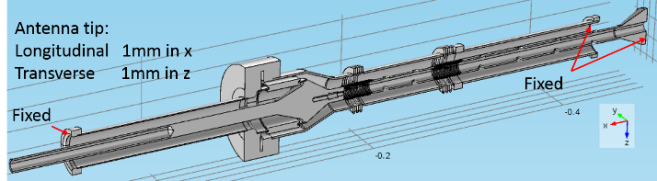 Antenna tip:
Longitudinal 1mm in x
Transverse 1mm in z
Fixed
Fixed
-0.2
-0.4
y
x
z